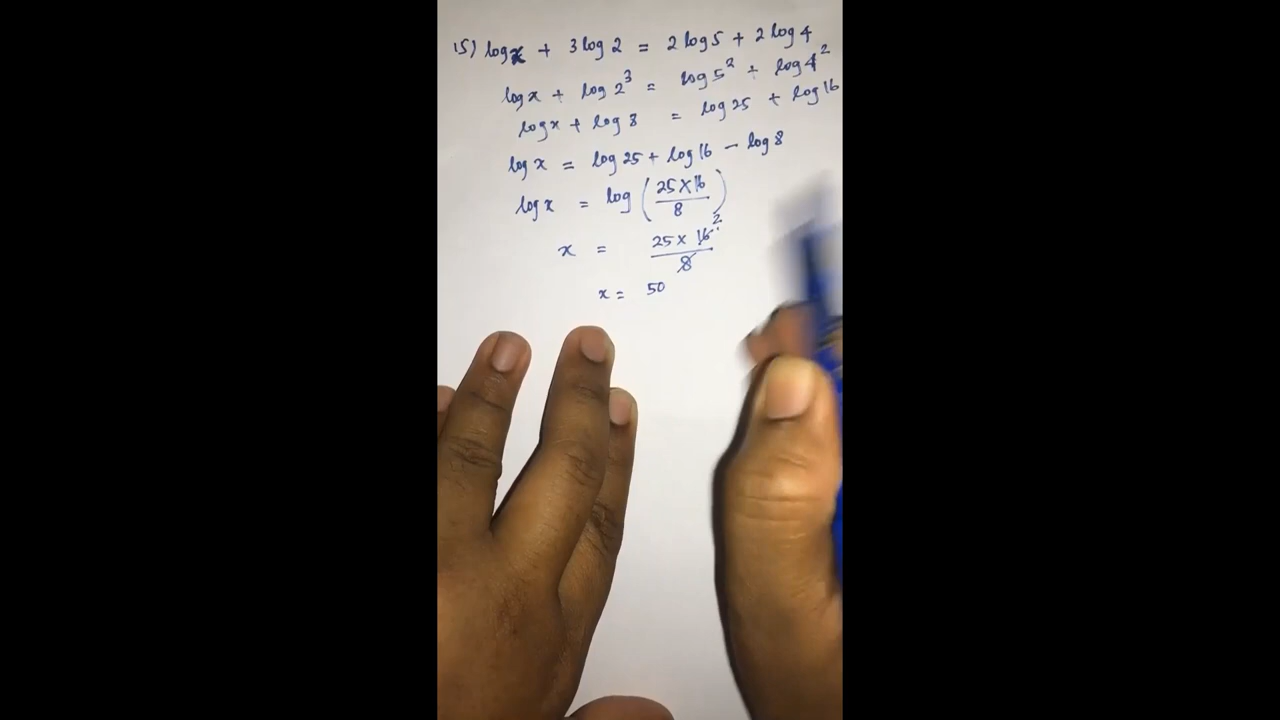 15) log x + 3 log 2 = 2 log 5 + 2 log 4
log x + log 2³ = log 5² + log 4²
log x + log 8 = log 25 + log 16
log x = log 25 + log 16 - log 8
log x = log (25 × 16 / 8)
x = 25 × 16 2 / 8
x = 50